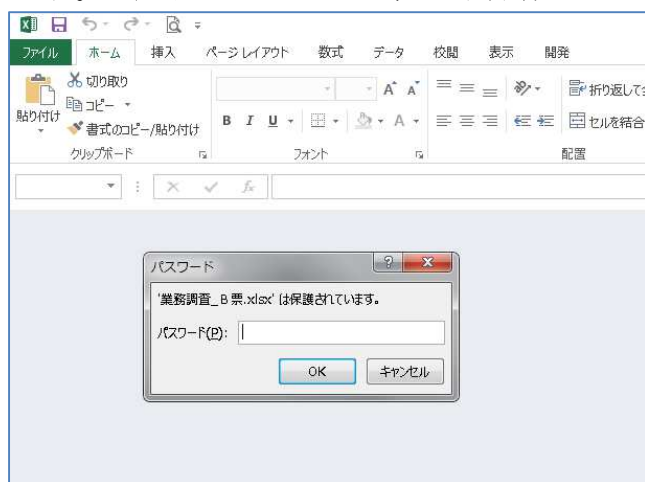 ファイル ホーム 挿入 ページ レイアウト 数式 データ 校閲 表示 開発
切り取り
コピー
書式のコピー/貼り付け
貼り付け
クリップボード
B I U A A A
フォント
折り返して
セルを結合
配置
fx
パスワード
'業務調査_B票.xlsx' は保護されています。
パスワード(P):
OK キャンセル